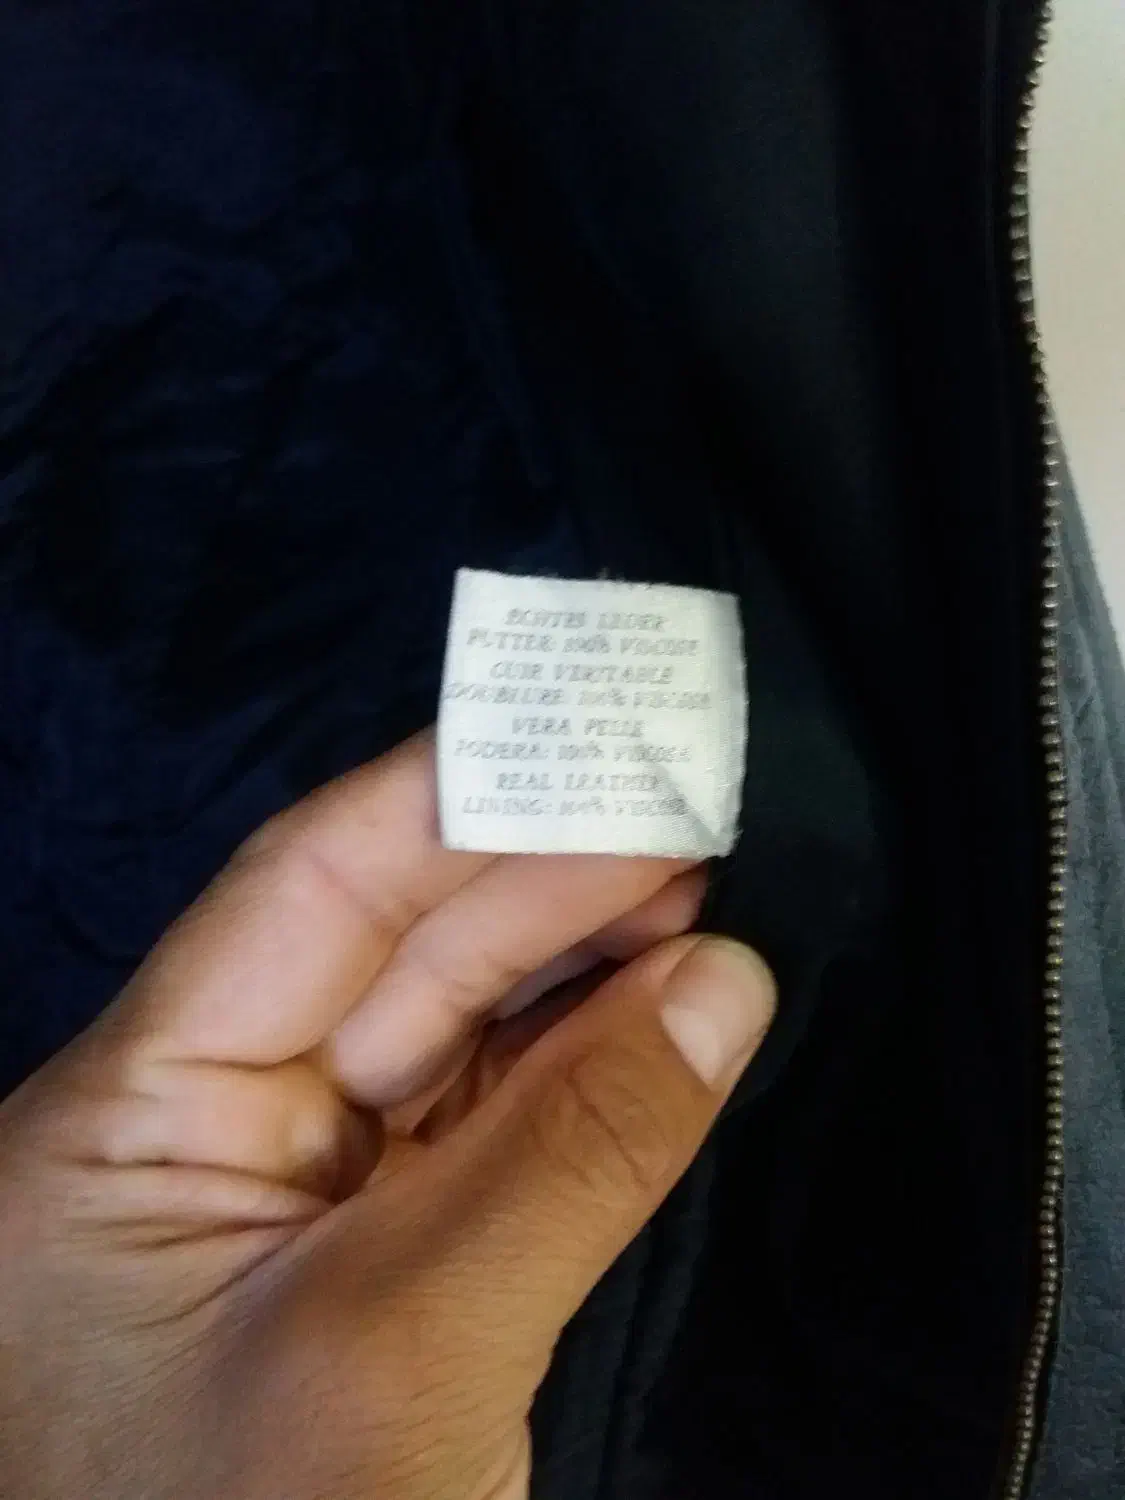 ECHTES LEDER
FUTTER: 100% VISCOSE
CUIR VERITABLE
DOUBLURE: 100% VISCOSE
VERA PELLE
FODERA: 100% VISCOSA
REAL LEATHER
LINING: 100% VISCOSE